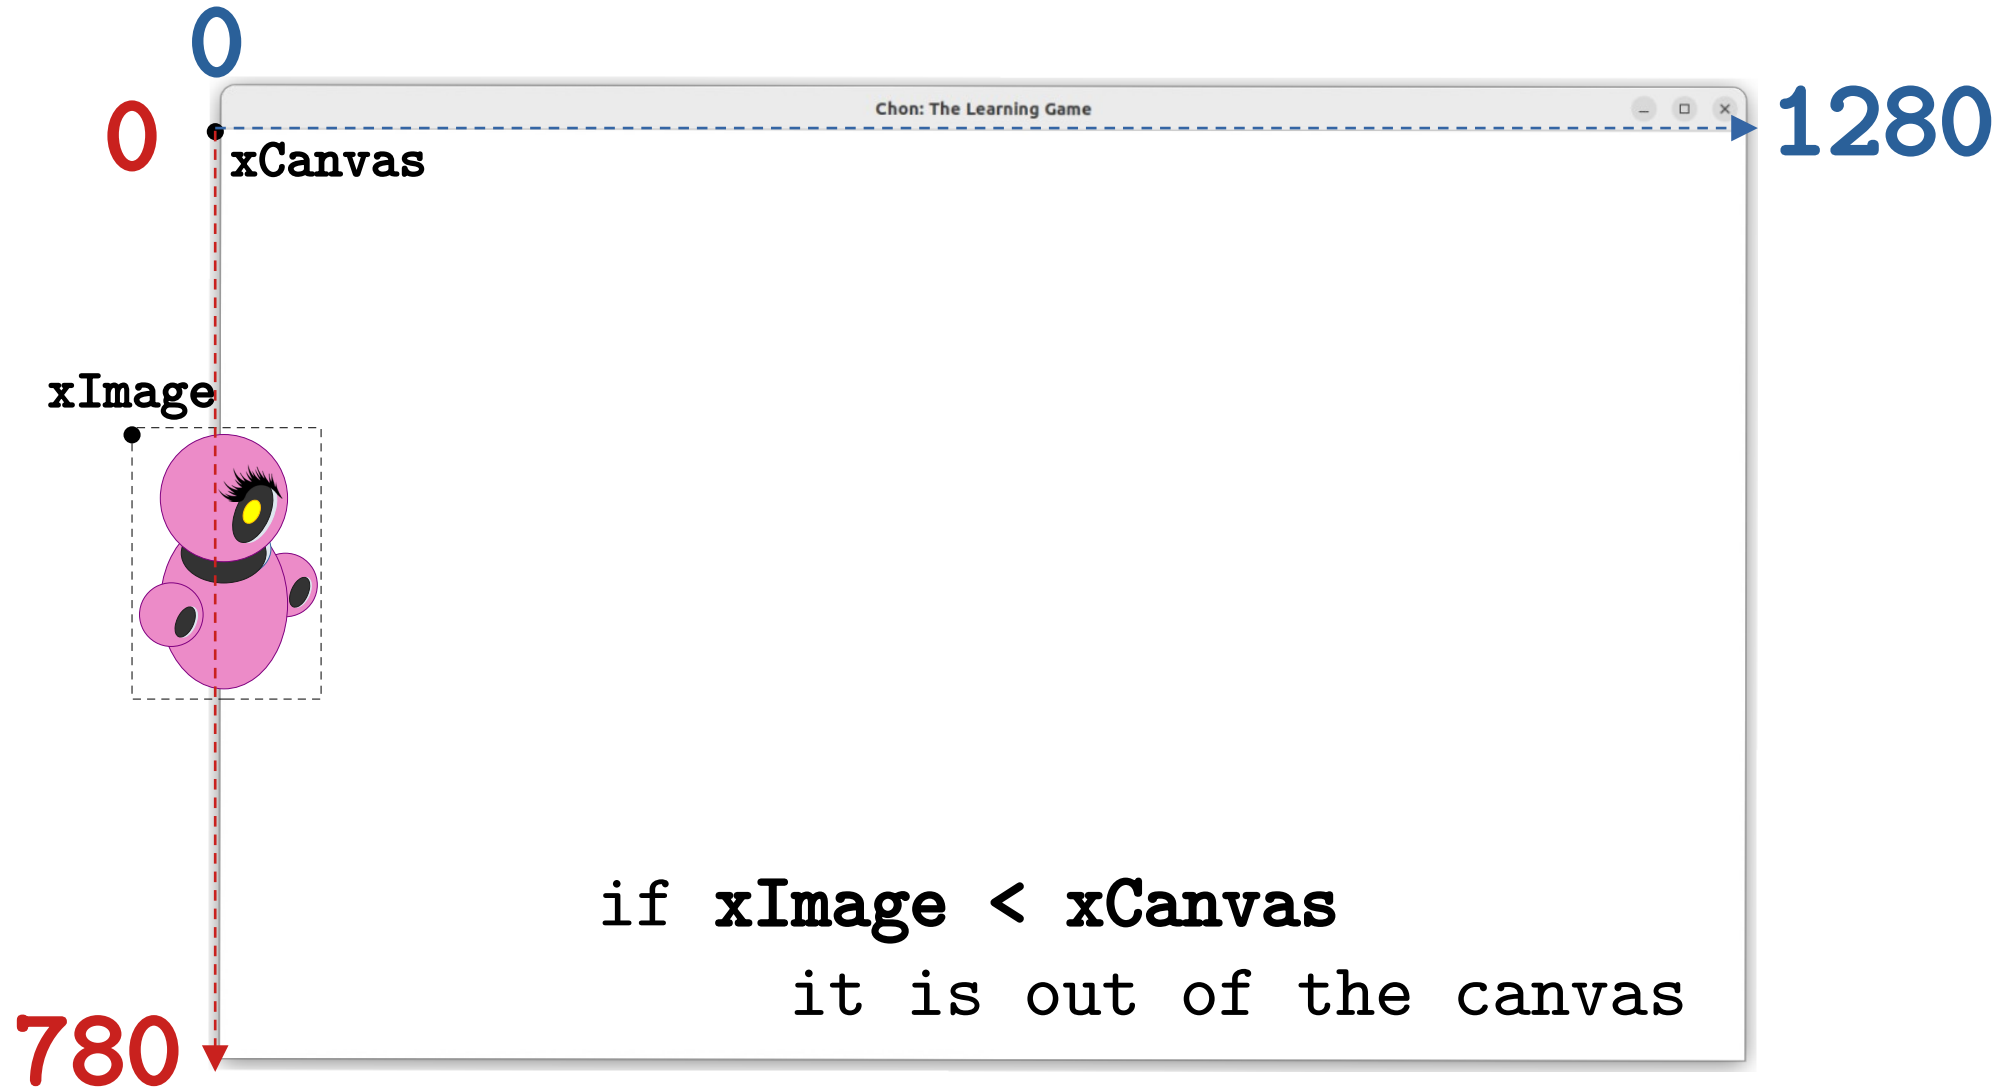 0
Chon: The Learning Game
0
1280
xCanvas
xImage
if xImage < xCanvas
it is out of the canvas
780